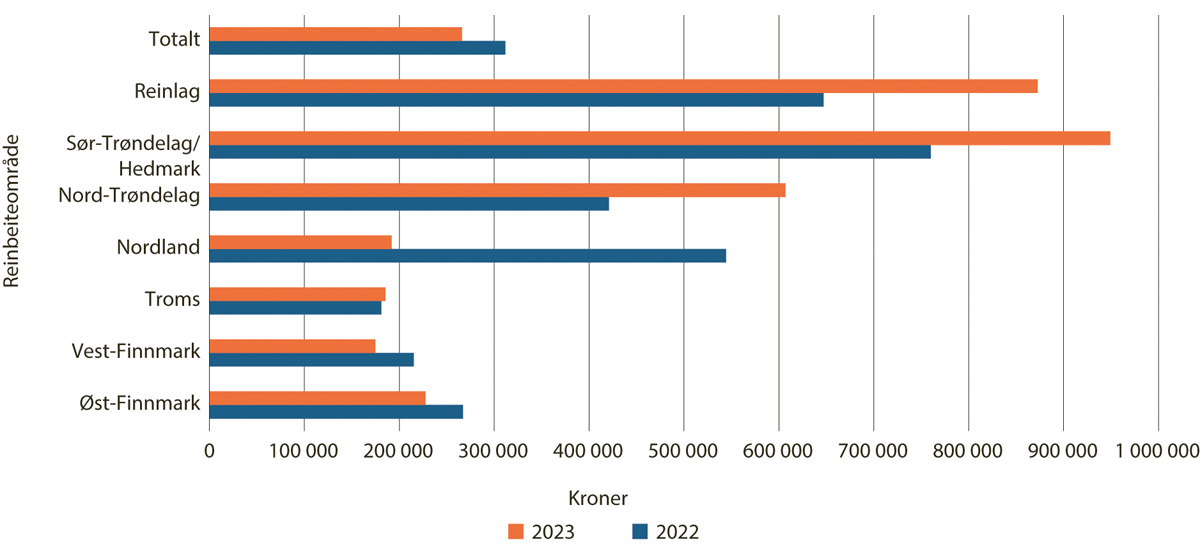 Reinbeiteområde
Totalt
Reinlag
Sør-Trøndelag/
Hedmark
Nord-Trøndelag
Nordland
Troms
Vest-Finnmark
Øst-Finnmark
0 100 000 200 000 300 000 400 000 500 000 600 000 700 000 800 000 900 000 1 000 000
Kroner
2023 2022